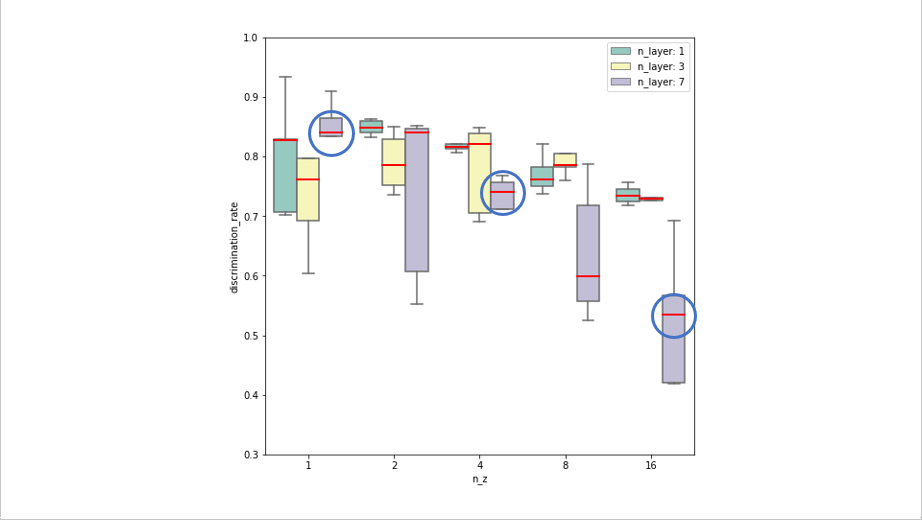 1.0
0.9
0.8
0.7
0.6
0.5
0.4
0.3
discrimination_rate
1 2 4 8 16
n_z
n_layer: 1
n_layer: 3
n_layer: 7